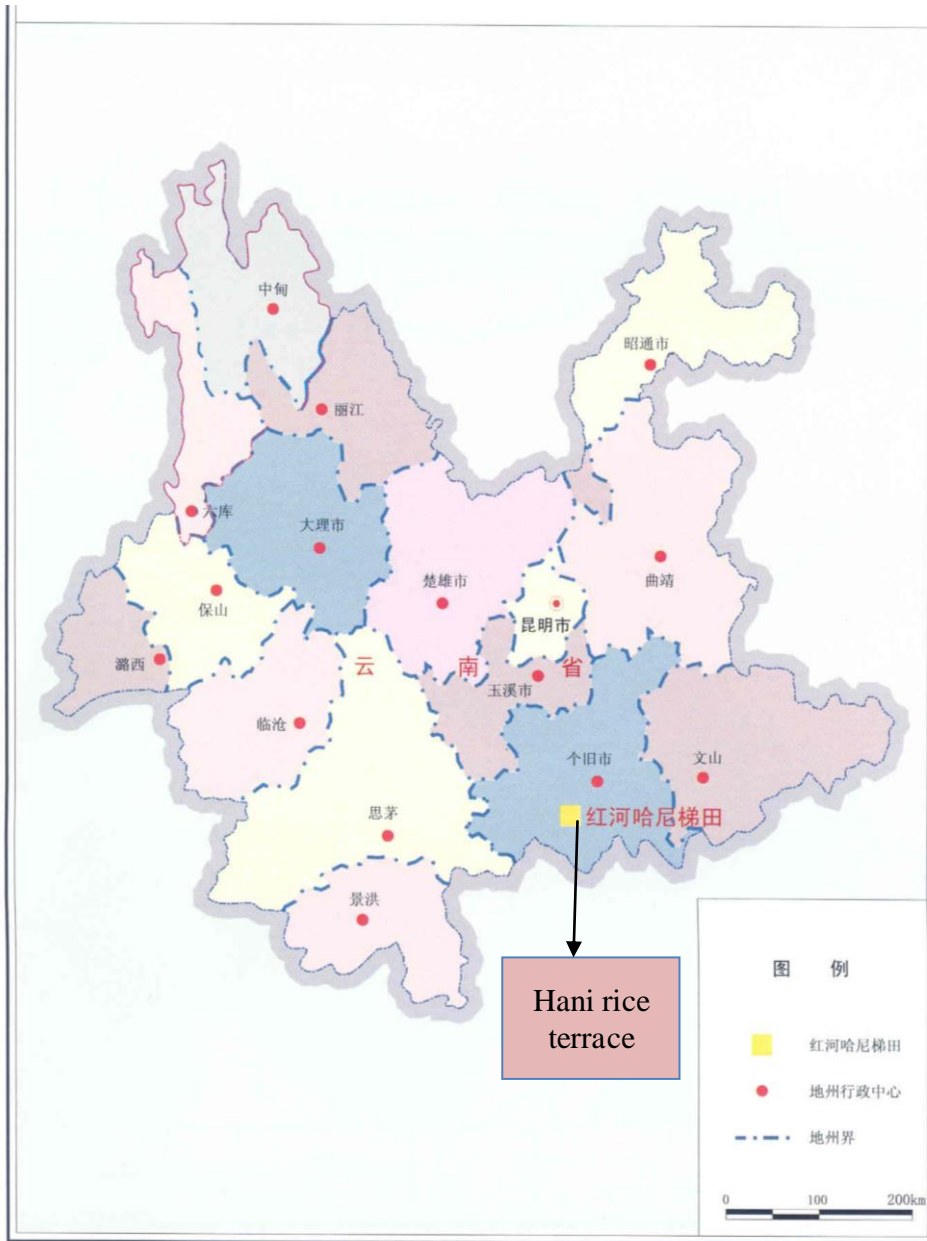 中甸
昭通市
丽江
六库
大理市
曲靖
楚雄市
保山
昆明市
潞西
云南省
玉溪市
临沧
个旧市
文山
思茅
红河哈尼梯田
景洪
Hani rice
terrace
图 例
红河哈尼梯田
地州行政中心
地州界
0 100 200km